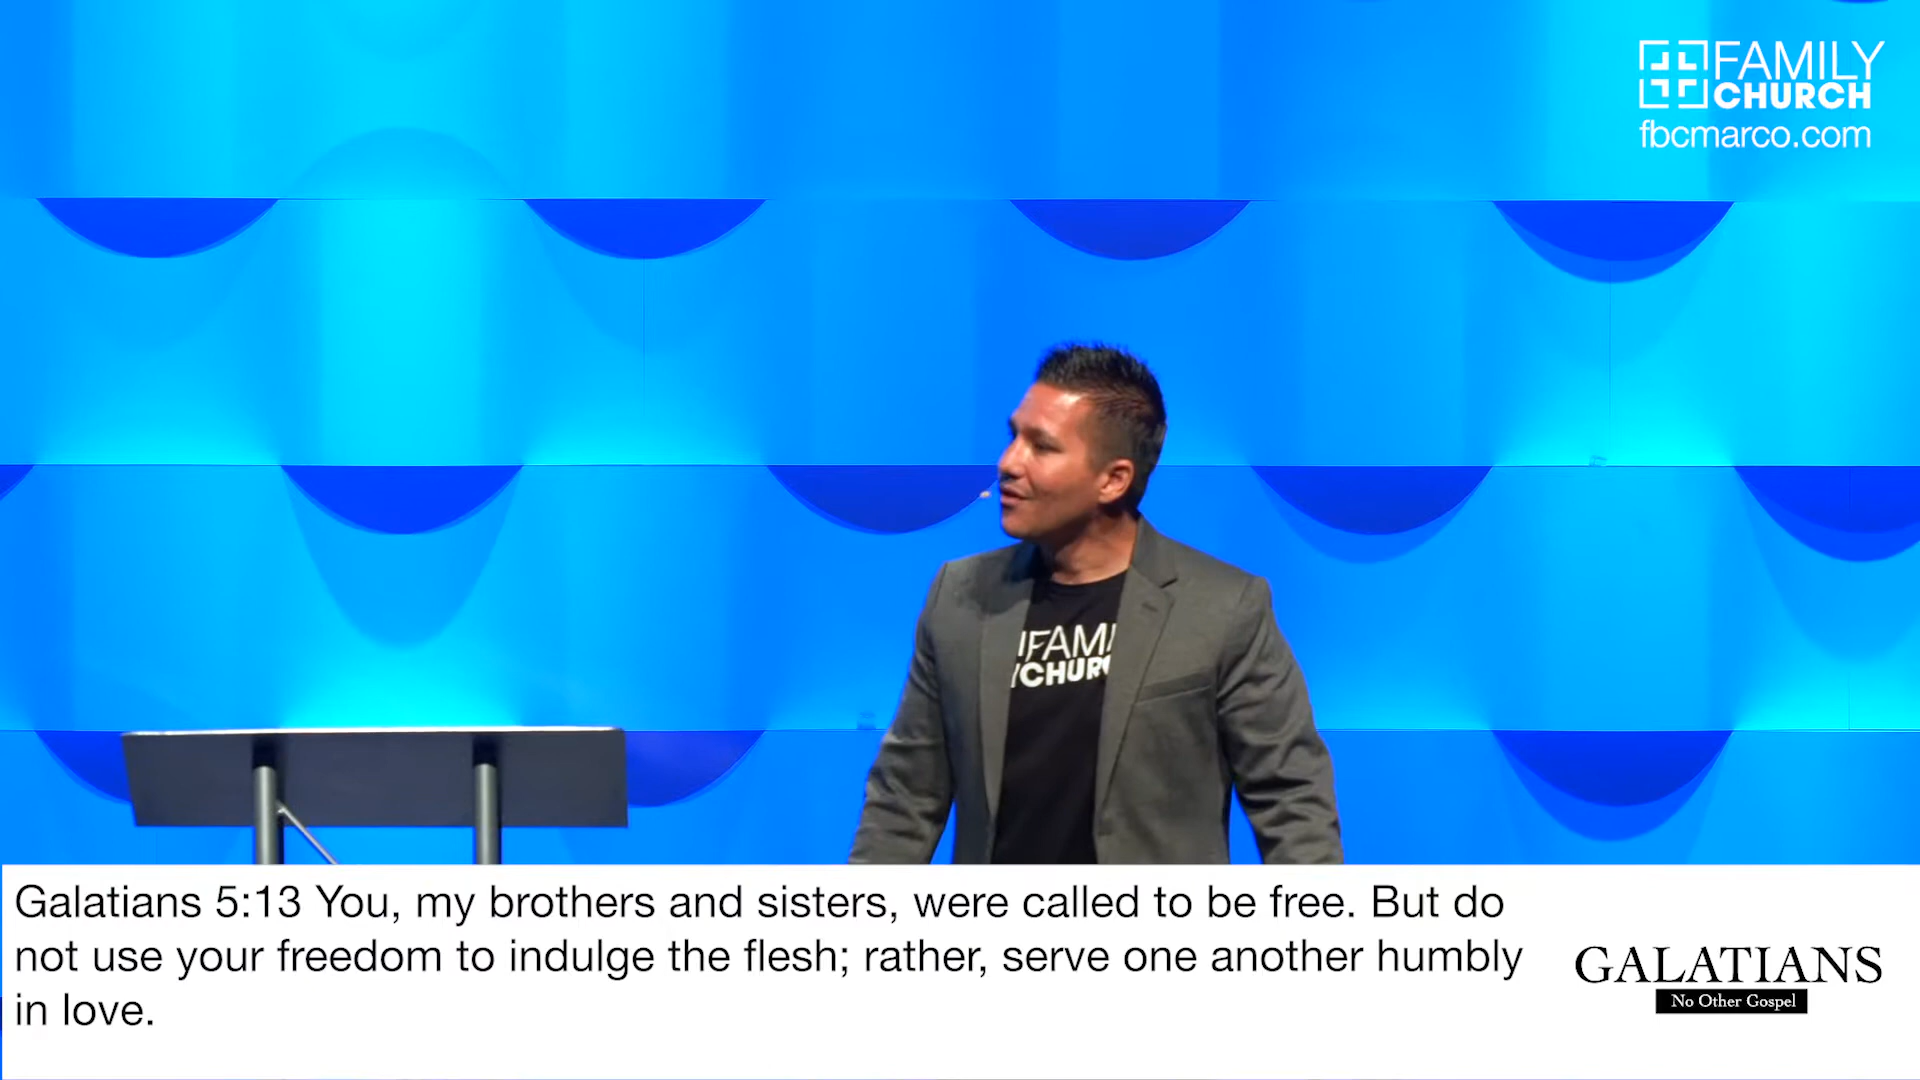 FAMILY
CHURCH
fbcmarco.com
FAM
CHURC
Galatians 5:13 You, my brothers and sisters, were called to be free. But do
not use your freedom to indulge the flesh; rather, serve one another humbly
in love.
GALATIANS
No Other Gospel